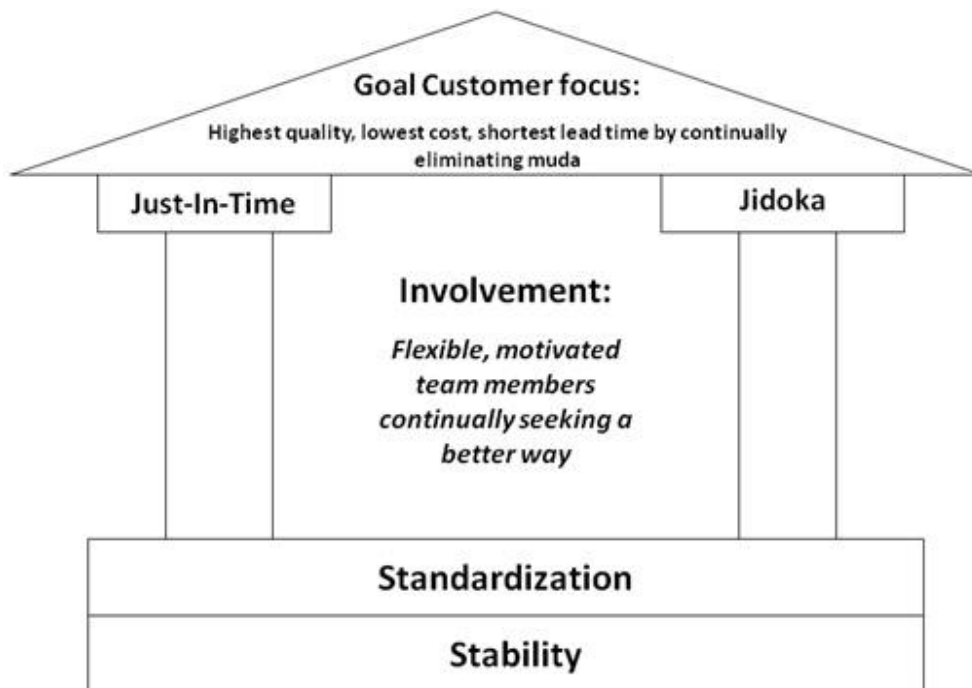 Goal Customer focus:
Highest quality, lowest cost, shortest lead time by continually
eliminating muda
Just-In-Time
Jidoka
Involvement:
Flexible, motivated
team members
continually seeking a
better way
Standardization
Stability